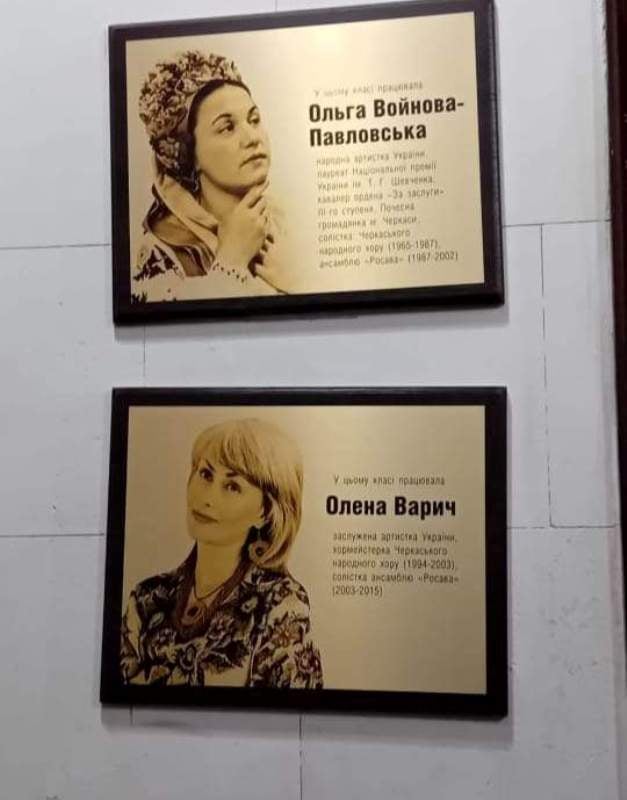 У цьому класі працювала
Ольга Войнова-
Павловська
народна артистка України,
лауреат Національної премії
України ім. Т. Г. Шевченка,
кавалер ордена «За заслуги»
III-го ступеня, Почесна
громадянка м. Черкаси,
солістка Черкаського
народного хору (1965-1987),
ансамблю «Росава» (1987-2002)
У цьому класі працювала
Олена Варич
заслужена артистка України,
хормейстерка Черкаського
народного хору (1994-2003),
солістка ансамблю «Росава»
(2003-2015)